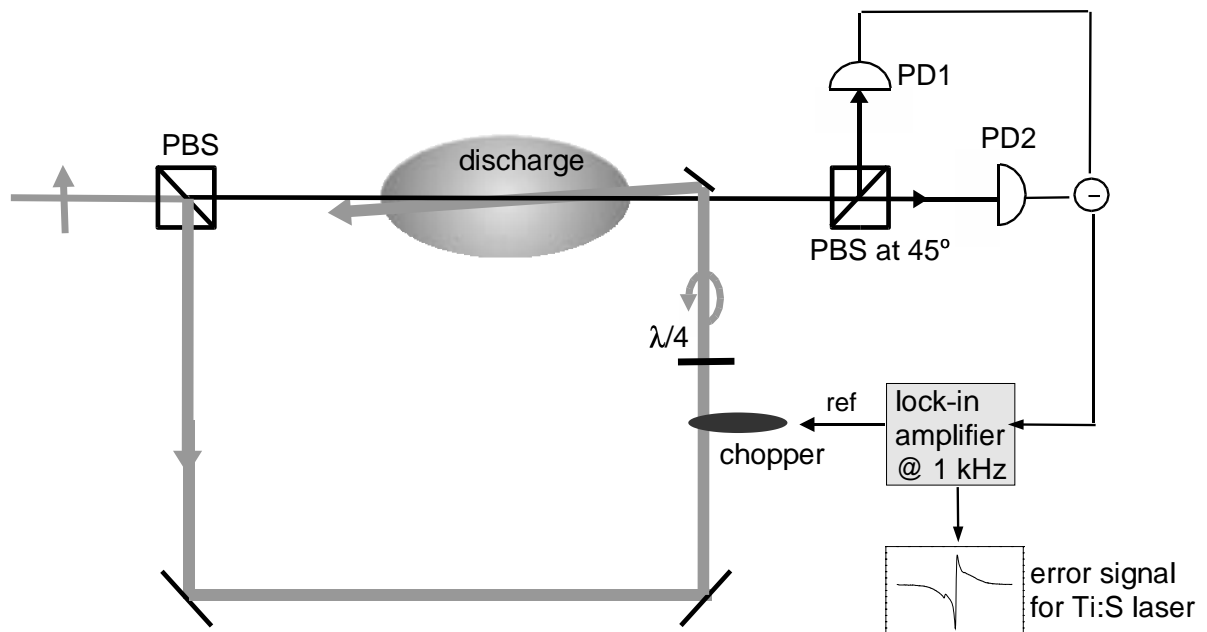 PD1
PBS
discharge
PD2
−
PBS at 45º
λ/4
ref
lock-in
amplifier
@ 1 kHz
chopper
error signal
for Ti:S laser